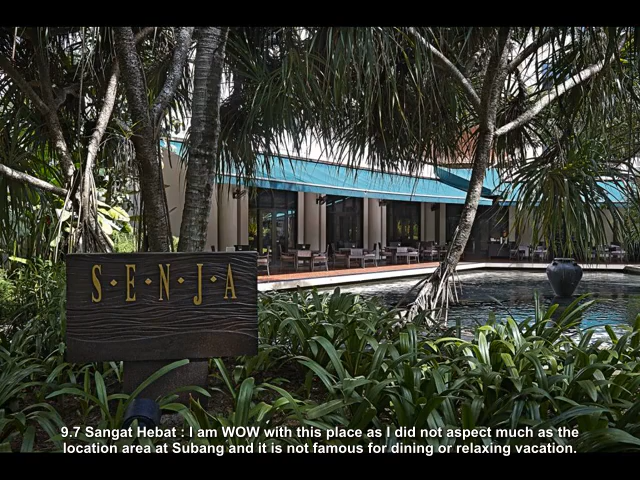 S·E·N·J·A
9.7 Sangat Hebat : I am WOW with this place as I did not aspect much as the
location area at Subang and it is not famous for dining or relaxing vacation.